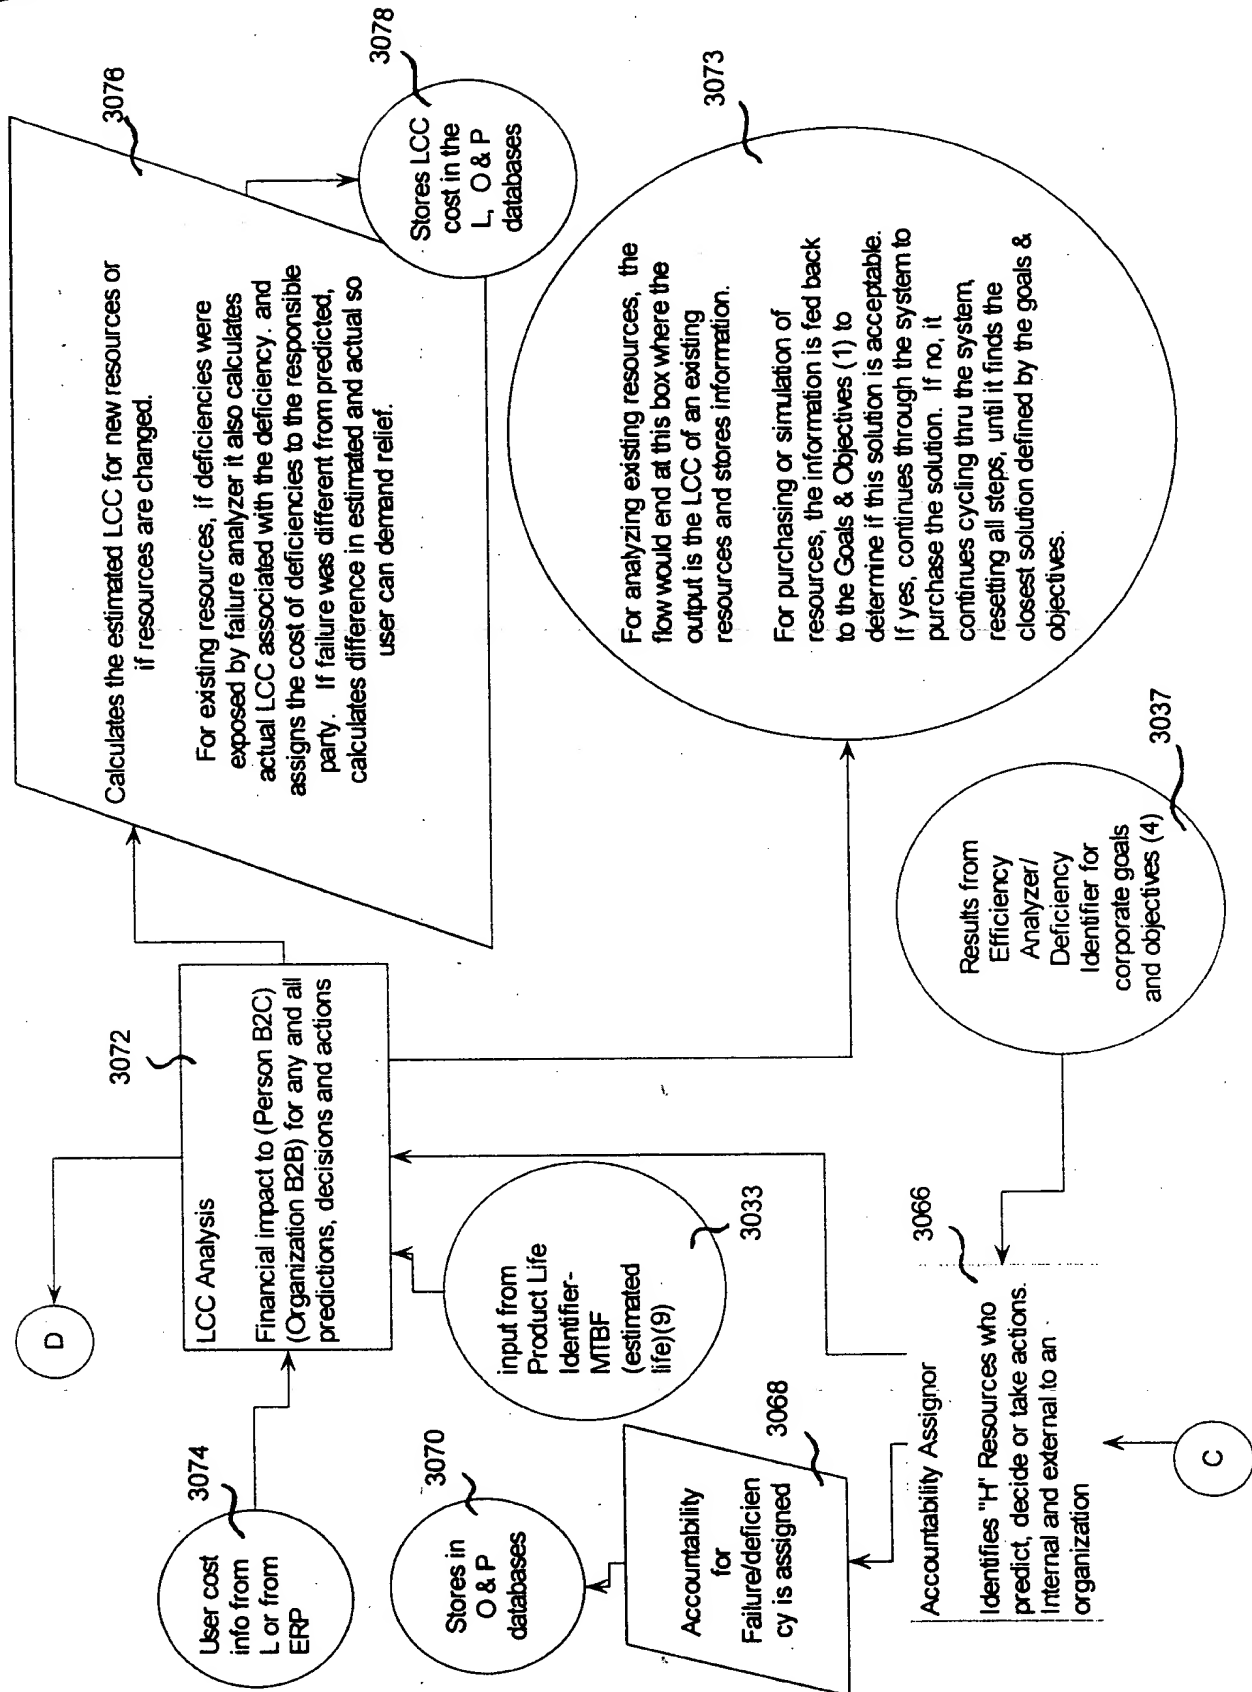 D
3074
User cost
info from
L or from
ERP
3072
LCC Analysis
Financial impact to (Person B2C)
(Organization B2B) for any and all
predictions, decisions and actions
3076
Calculates the estimated LCC for new resources or
if resources are changed.
For existing resources, if deficiencies were
exposed by failure analyzer it also calculates
actual LCC associated with the deficiency. and
assigns the cost of deficiencies to the responsible
party. If failure was different from predicted,
calculates difference in estimated and actual so
user can demand relief.
3078
Stores LCC
cost in the
L, O & P
databases
3070
Stores in
O & P
databases
input from
Product Life
Identifier-
MTBF
(estimated
life)(9)
3033
3073
For analyzing existing resources, the
flow would end at this box where the
output is the LCC of an existing
resources and stores information.
For purchasing or simulation of
resources, the information is fed back
to the Goals & Objectives (1) to
determine if this solution is acceptable.
If yes, continues through the system to
purchase the solution. If no, it
continues cycling thru the system,
resetting all steps, until it finds the
closest solution defined by the goals &
objectives.
3068
Accountability
for
Failure/deficien
cy is assigned
3066
Accountability Assignor
Identifies "H" Resources who
predict, decide or take actions.
Internal and external to an
organization
Results from
Efficiency
Analyzer/
Deficiency
Identifier for
corporate goals
and objectives (4)
3037
C